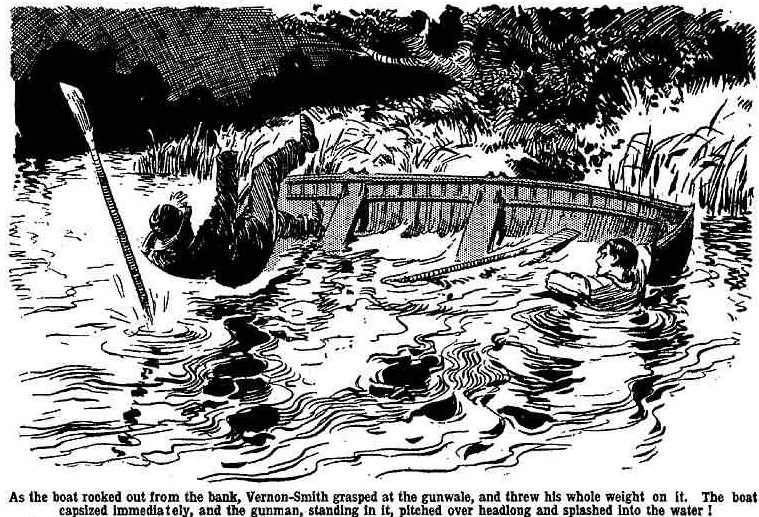 As the boat rocked out from the bank, Vernon-Smith grasped at the gunwale, and threw his whole weight on it. The boat
capsized immediately, and the gunman, standing in it, pitched over headlong and splashed into the water !